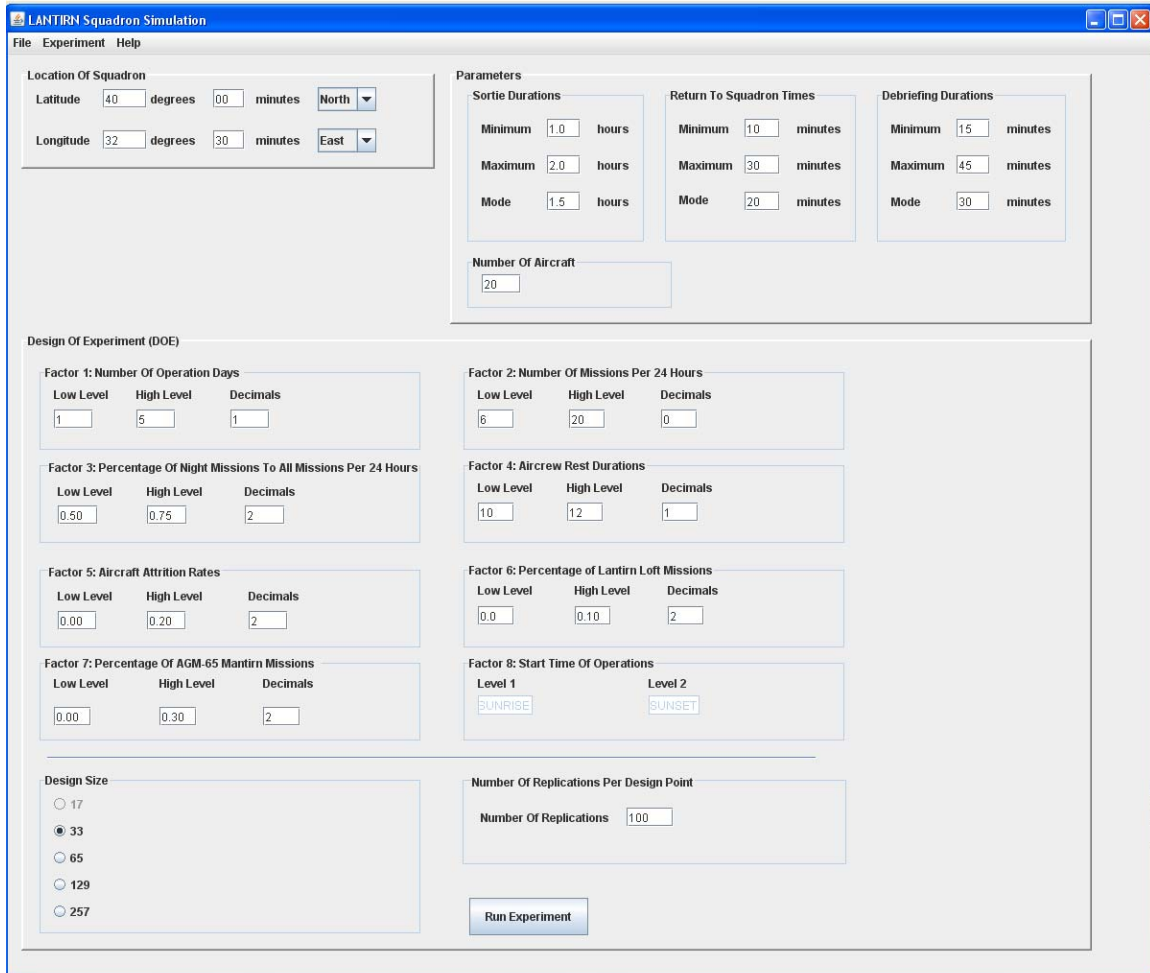 LANTIRN Squadron Simulation
File Experiment Help
Location Of Squadron
Latitude 40 degrees 00 minutes North
Longitude 32 degrees 30 minutes East
Parameters
Sortie Durations
Minimum 1.0 hours
Maximum 2.0 hours
Mode 1.5 hours
Return To Squadron Times
Minimum 10 minutes
Maximum 30 minutes
Mode 20 minutes
Debriefing Durations
Minimum 15 minutes
Maximum 45 minutes
Mode 30 minutes
Number Of Aircraft
20
Design Of Experiment (DOE)
Factor 1: Number Of Operation Days
Low Level High Level Decimals
1 5 1
Factor 2: Number Of Missions Per 24 Hours
Low Level High Level Decimals
6 20 0
Factor 3: Percentage Of Night Missions To All Missions Per 24 Hours
Low Level High Level Decimals
0.50 0.75 2
Factor 4: Aircrew Rest Durations
Low Level High Level Decimals
10 12 1
Factor 5: Aircraft Attrition Rates
Low Level High Level Decimals
0.00 0.20 2
Factor 6: Percentage of Lantirn Loft Missions
Low Level High Level Decimals
0.0 0.10 2
Factor 7: Percentage Of AGM-65 Mantirn Missions
Low Level High Level Decimals
0.00 0.30 2
Factor 8: Start Time Of Operations
Level 1 Level 2
SUNRISE SUNSET
Design Size
17
33
65
129
257
Number Of Replications Per Design Point
Number Of Replications 100
Run Experiment